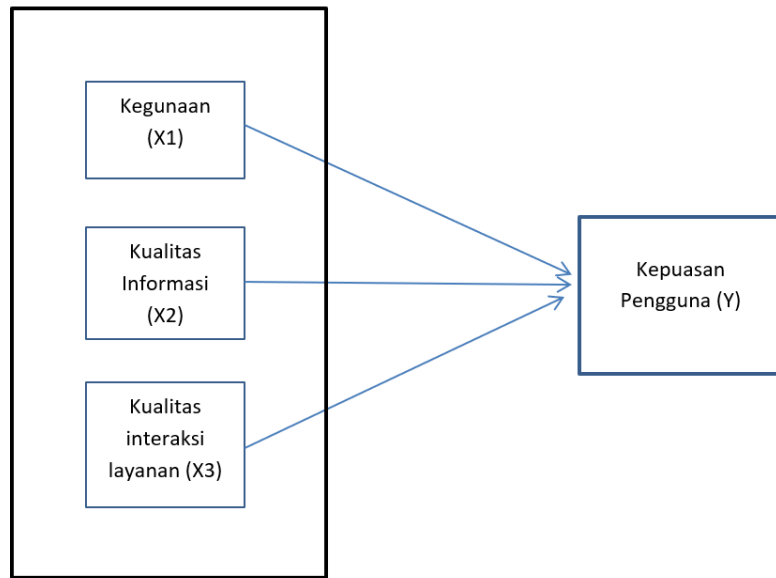 Kegunaan
(X1)
Kualitas
Informasi
(X2)
Kualitas
interaksi
layanan (X3)
Kepuasan
Pengguna (Y)